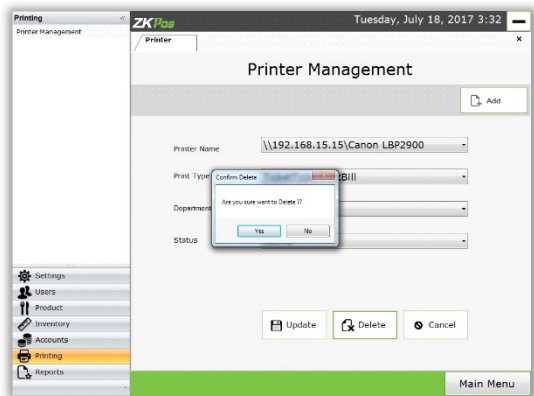 Printing «
Printer Management
ZKPos
Tuesday, July 18, 2017 3:32
Printer
×
Printer Management
Add
Printer Name
\\192.168.15.15\Canon LBP2900
Print Type
Bill
Confirm Delete
Are you sure want to Delete ??
Yes
No
Department
Status
Settings
Users
Product
Inventory
Accounts
Printing
Reports
Update
Delete
Cancel
Main Menu